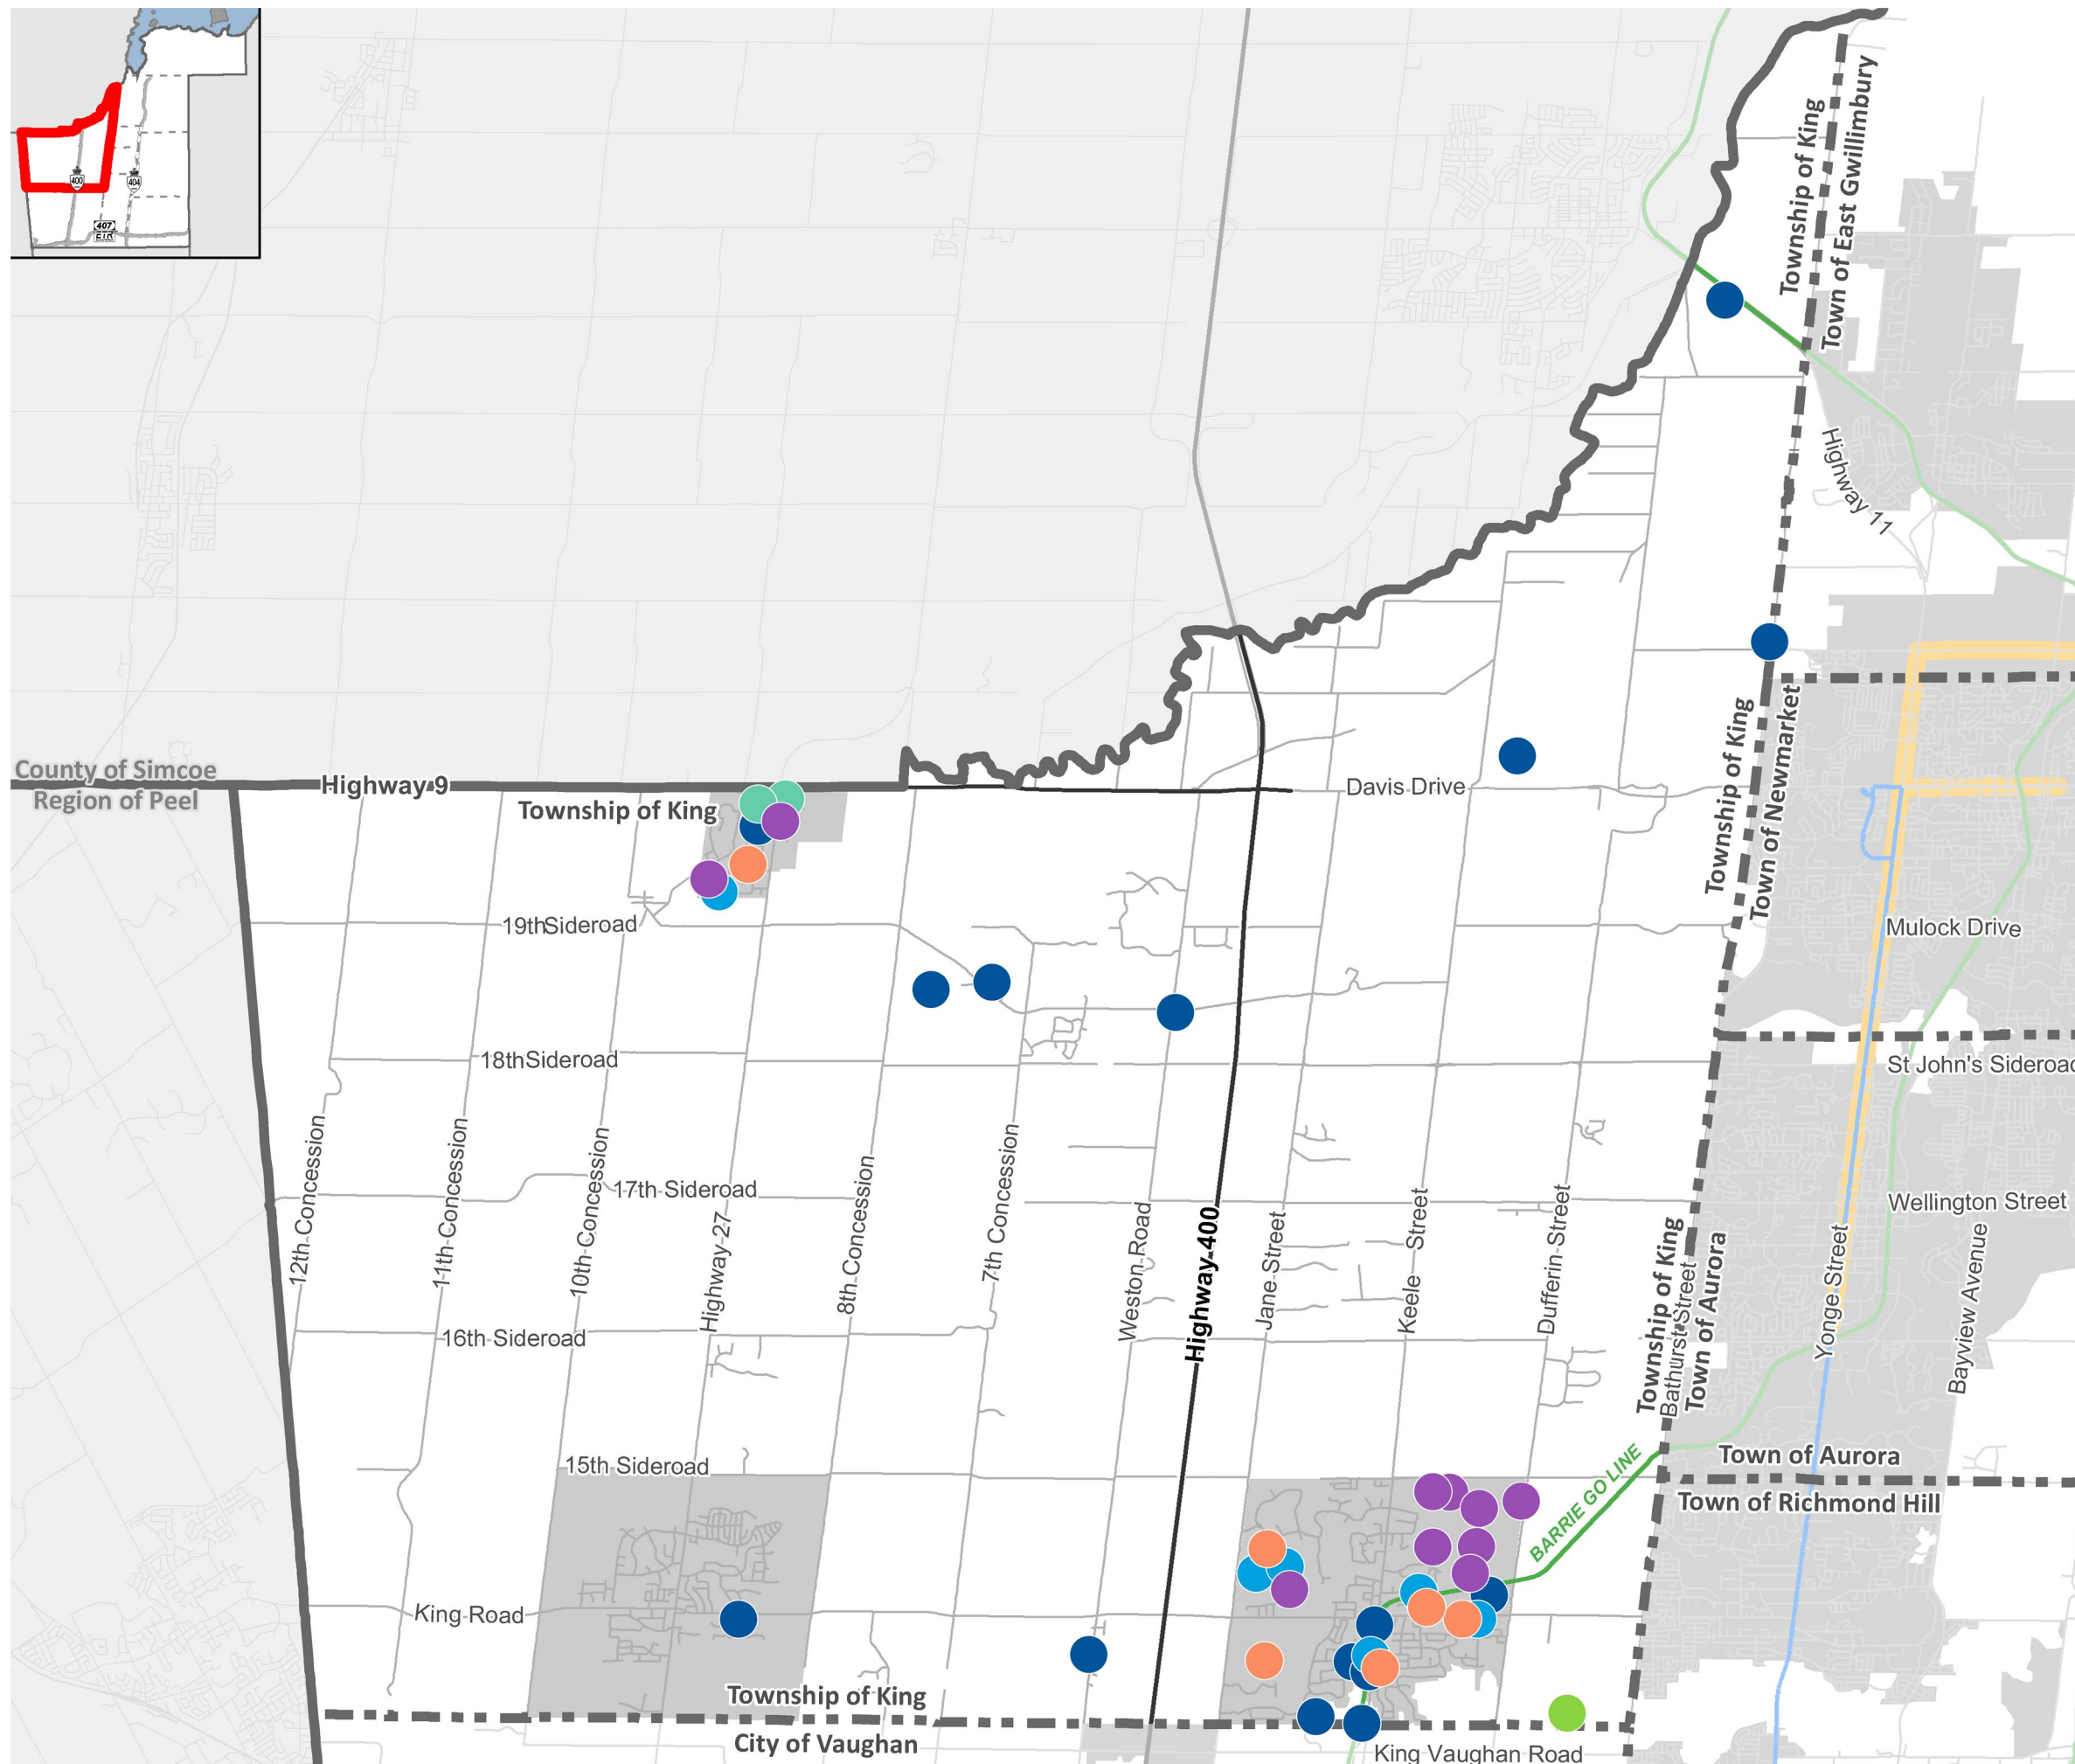 400
404
407
ETR
Township of King
Town of East Gwillimbury
Highway 11
County of Simcoe
Region of Peel
Highway 9
Township of King
Davis Drive
Township of King
Town of Newmarket
19th Sideroad
Mulock Drive
18th Sideroad
St John's Sideroad
17th Sideroad
Wellington Street
12th Concession
11th Concession
10th Concession
Highway 27
8th Concession
7th Concession
Weston Road
Highway 400
Jane Street
Keele Street
Dufferin Street
Township of King
Bathurst Street
Town of Aurora
Yonge Street
Bayview Avenue
16th Sideroad
15th Sideroad
BARRIE GO LINE
Town of Aurora
Town of Richmond Hill
King Road
Township of King
City of Vaughan
King Vaughan Road